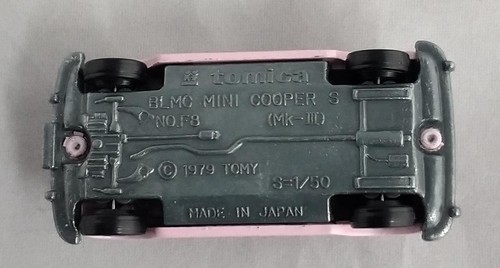 tomica
BLMC MINI COOPER S
NO.F8 (Mk-III)
© 1979 TOMY
S=1/50
MADE IN JAPAN